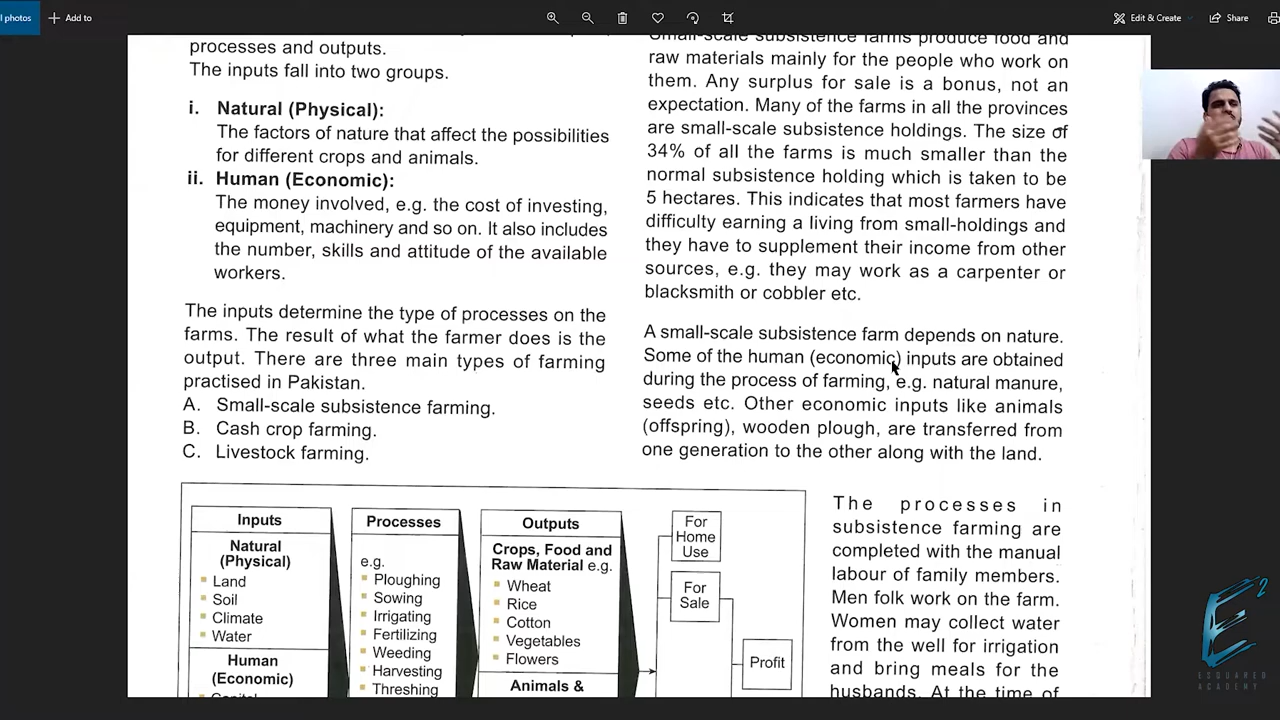 l photos
Add to
Edit & Create
Share
processes and outputs.
The inputs fall into two groups.
i. Natural (Physical):
The factors of nature that affect the possibilities
for different crops and animals.
ii. Human (Economic):
The money involved, e.g. the cost of investing,
equipment, machinery and so on. It also includes
the number, skills and attitude of the available
workers.
The inputs determine the type of processes on the
farms. The result of what the farmer does is the
output. There are three main types of farming
practised in Pakistan.
A. Small-scale subsistence farming.
B. Cash crop farming.
C. Livestock farming.
Small-scale subsistence farms produce food and
raw materials mainly for the people who work on
them. Any surplus for sale is a bonus, not an
expectation. Many of the farms in all the provinces
are small-scale subsistence holdings. The size of
34% of all the farms is much smaller than the
normal subsistence holding which is taken to be
5 hectares. This indicates that most farmers have
difficulty earning a living from small-holdings and
they have to supplement their income from other
sources, e.g. they may work as a carpenter or
blacksmith or cobbler etc.
A small-scale subsistence farm depends on nature.
Some of the human (economic) inputs are obtained
during the process of farming, e.g. natural manure,
seeds etc. Other economic inputs like animals
(offspring), wooden plough, are transferred from
one generation to the other along with the land.
Inputs
Natural
(Physical)
Land
Soil
Climate
Water
Human
(Economic)
Capital
Processes
e.g.
Ploughing
Sowing
Irrigating
Fertilizing
Weeding
Harvesting
Threshing
Outputs
Crops, Food and
Raw Material e.g.
Wheat
Rice
Cotton
Vegetables
Flowers
Animals &
For
Home
Use
For
Sale
Profit
The processes in
subsistence farming are
completed with the manual
labour of family members.
Men folk work on the farm.
Women may collect water
from the well for irrigation
and bring meals for the
husbands. At the time of
E2
ESQUARED
ACADEMY